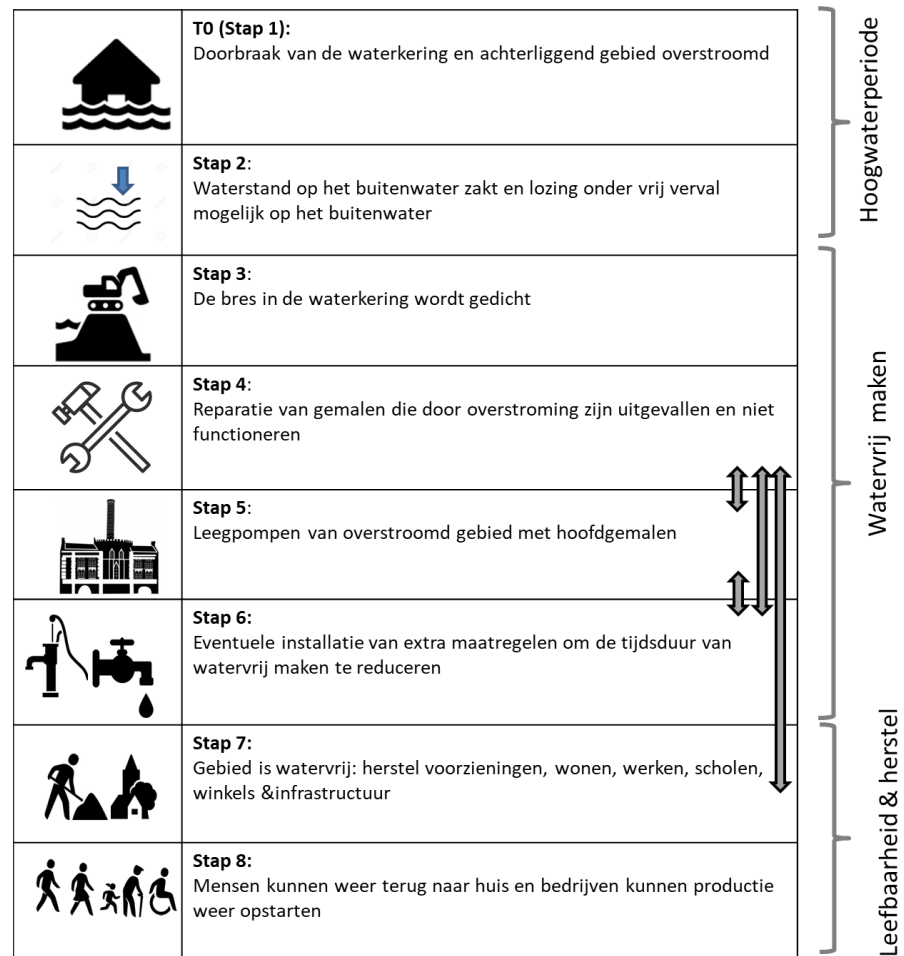 T0 (Stap 1):
Doorbraak van de waterkering en achterliggend gebied overstroomd
Stap 2:
Waterstand op het buitenwater zakt en lozing onder vrij verval
mogelijk op het buitenwater
Hoogwaterperiode
Stap 3:
De bres in de waterkering wordt gedicht
Stap 4:
Reparatie van gemalen die door overstroming zijn uitgevallen en niet
functioneren
Stap 5:
Leegpompen van overstroomd gebied met hoofdgemalen
Stap 6:
Eventuele installatie van extra maatregelen om de tijdsduur van
watervrij maken te reduceren
Watervrij maken
Stap 7:
Gebied is watervrij: herstel voorzieningen, wonen, werken, scholen,
winkels &infrastructuur
Stap 8:
Mensen kunnen weer terug naar huis en bedrijven kunnen productie
weer opstarten
Leefbaarheid & herstel